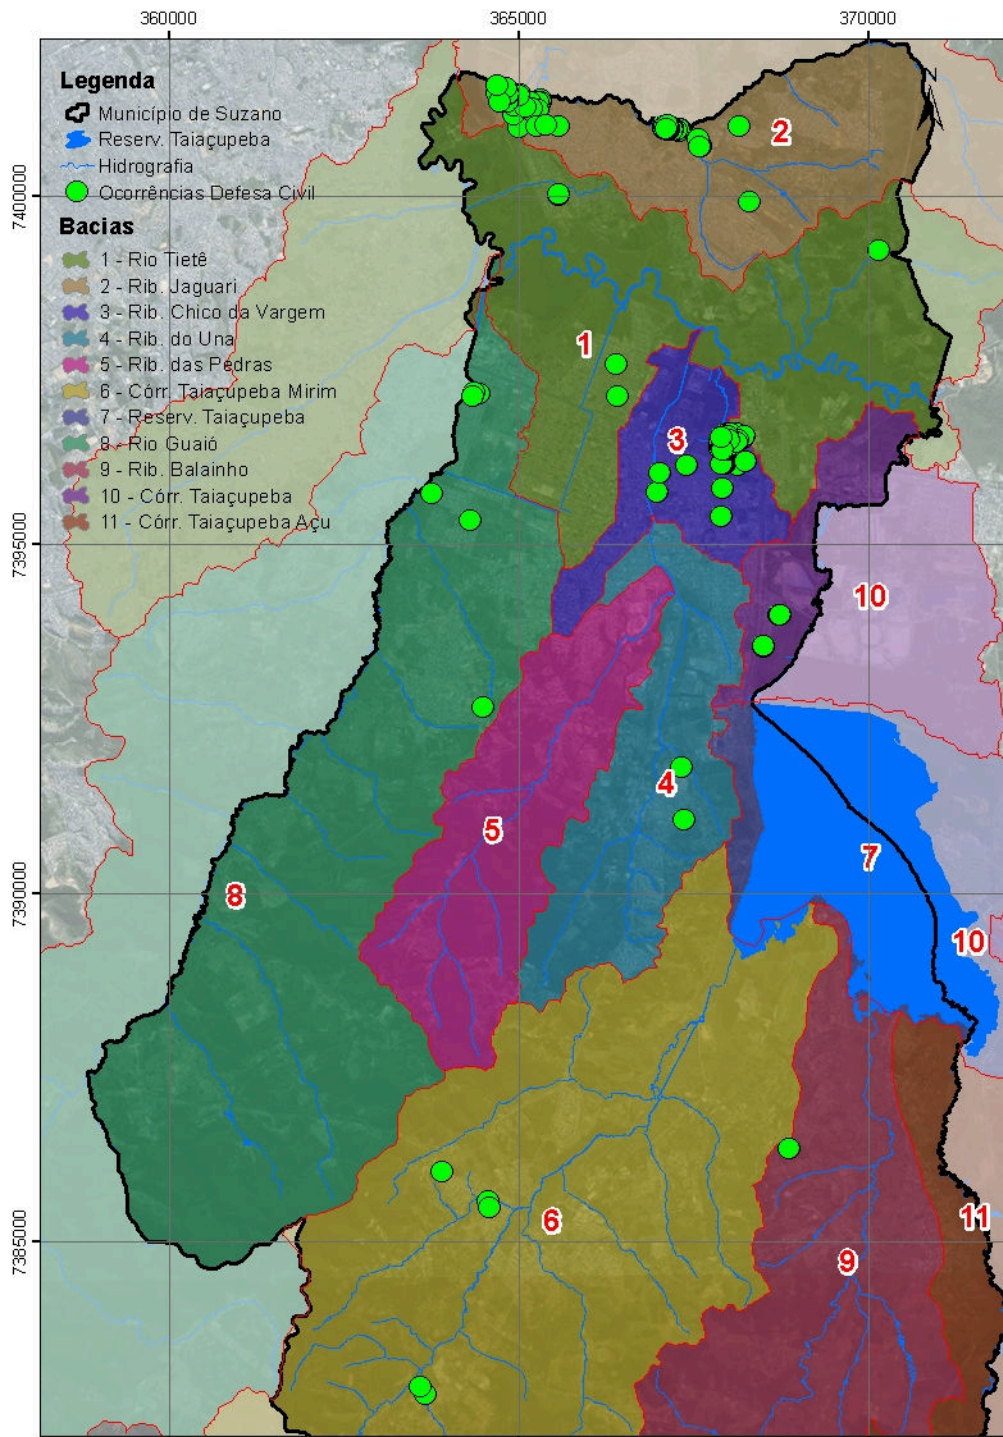 360000
365000
370000
Legenda
Município de Suzano
Reserv. Taiaçupeba
Hidrografia
Ocorrências Defesa Civil
Bacias
1 - Rio Tietê
2 - Rib. Jaguari
3 - Rib. Chico da Vargem
4 - Rib. do Una
5 - Rib. das Pedras
6 - Córr. Taiaçupeba Mirim
7 - Reserv. Taiaçupeba
8 - Rio Guaió
9 - Rib. Balainho
10 - Córr. Taiaçupeba
11 - Córr. Taiaçupeba Açu
N
2
1
3
10
4
5
7
8
10
6
11
9
7400000
7395000
7390000
7385000